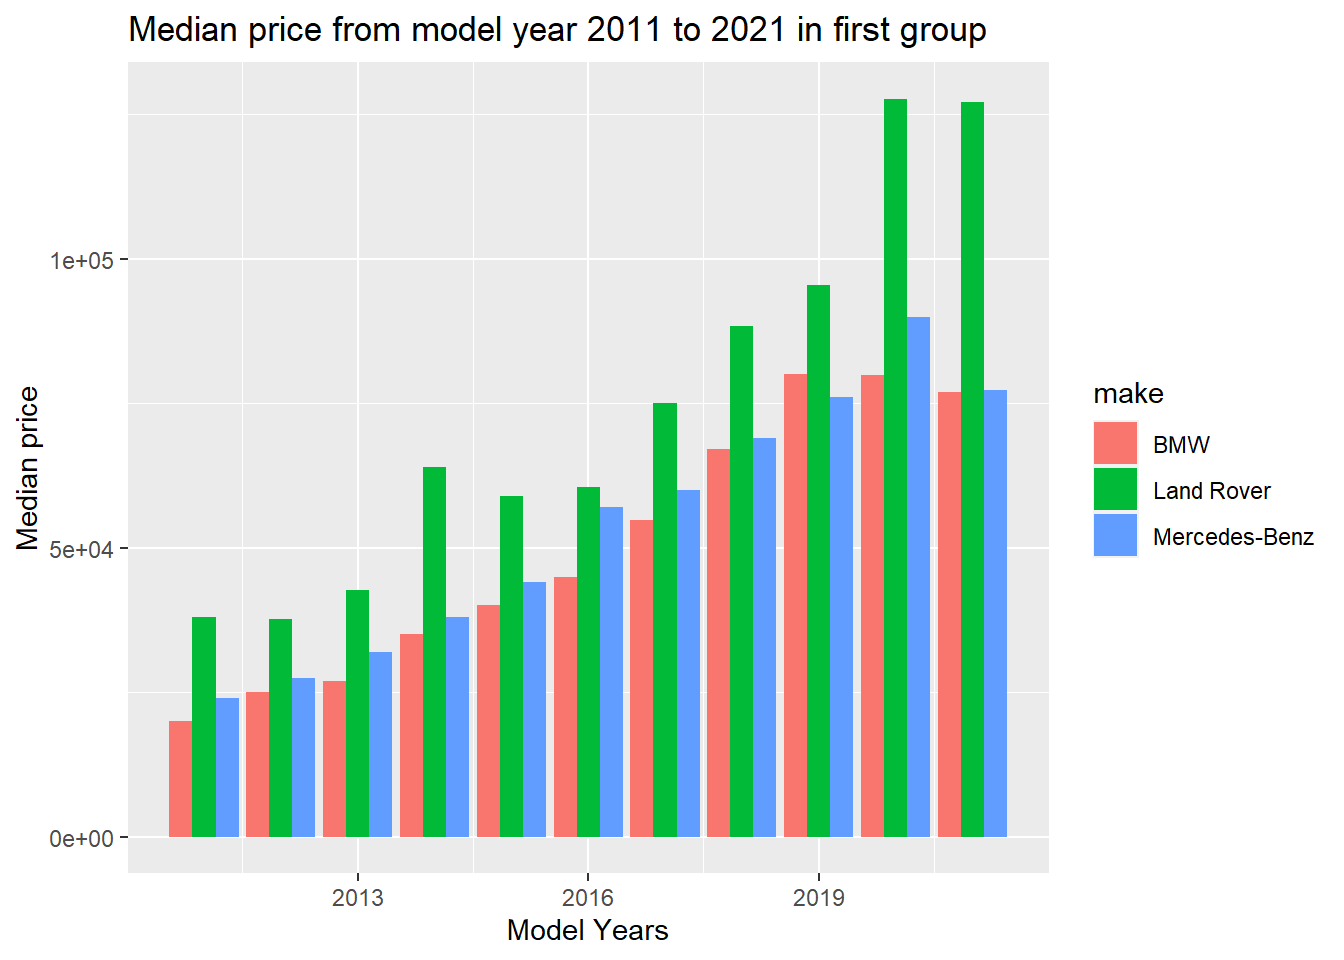 Median price from model year 2011 to 2021 in first group
Median price
1e+05
5e+04
0e+00
2013
2016
2019
Model Years
make
BMW
Land Rover
Mercedes-Benz